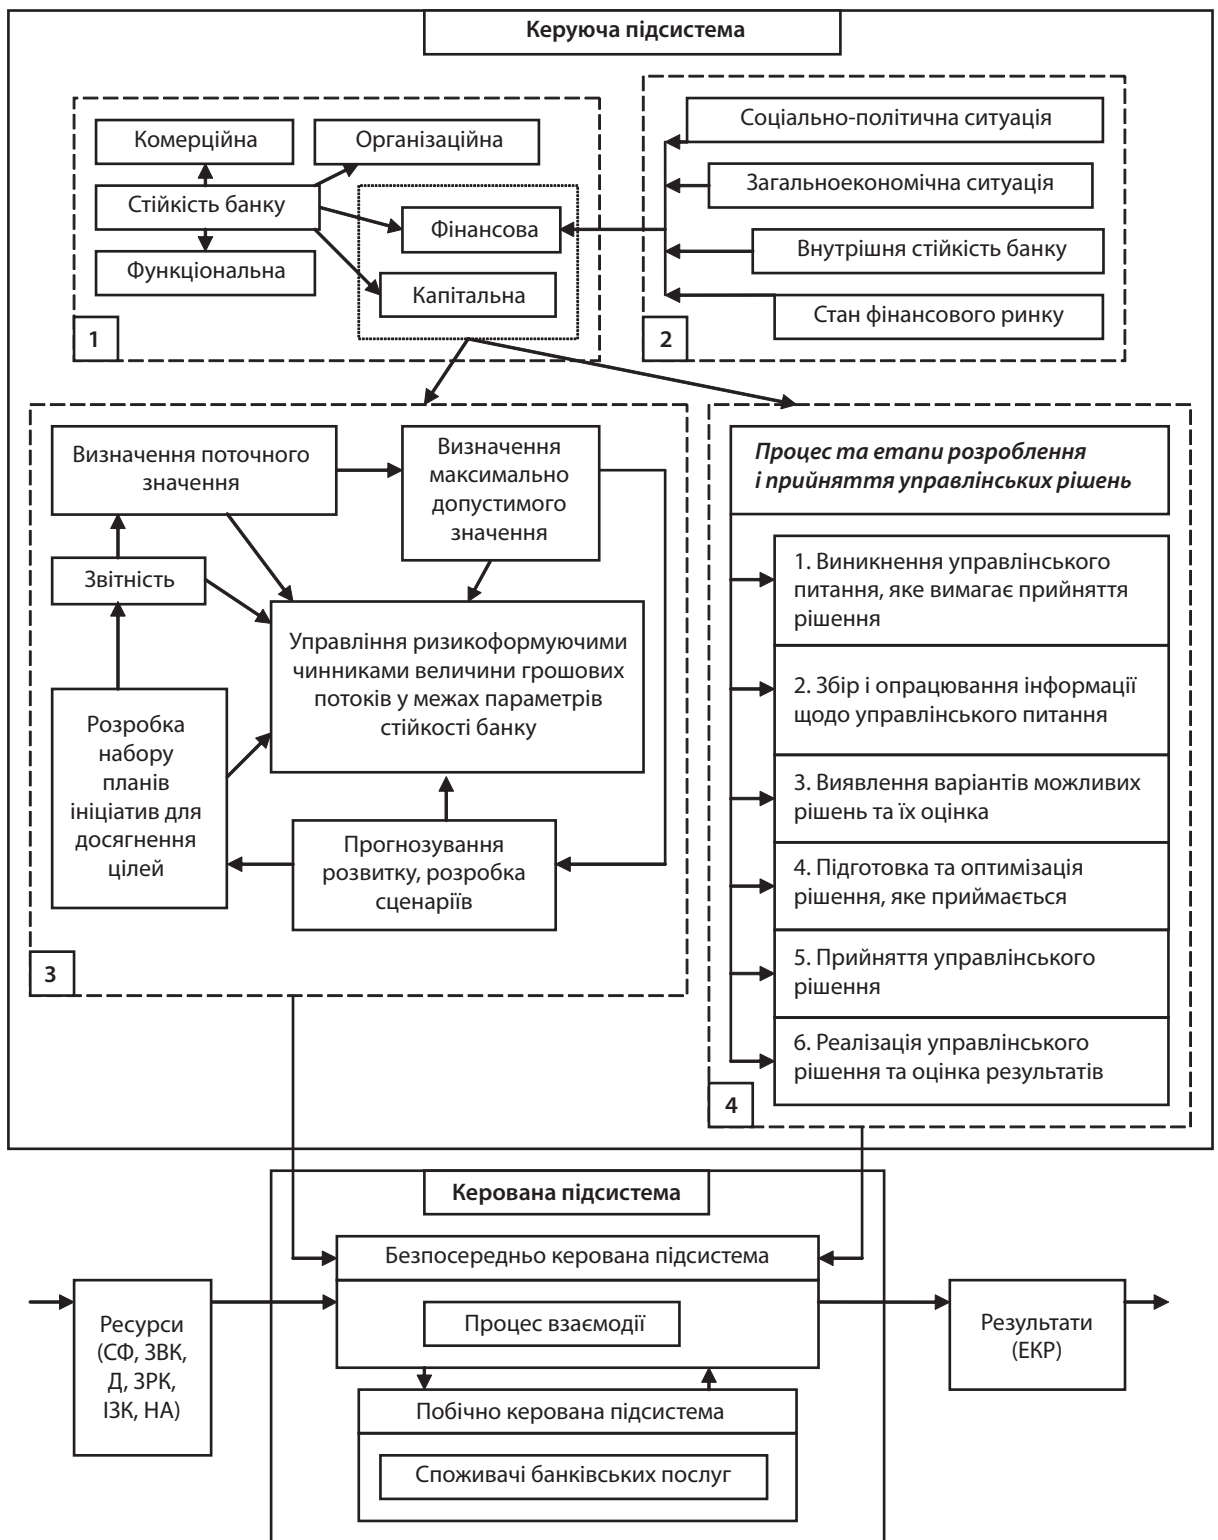 Керуюча підсистема
Комерційна
Організаційна
Стійкість банку
Фінансова
Функціональна
Капітальна
1
Соціально-політична ситуація
Загальноекономічна ситуація
Внутрішня стійкість банку
Стан фінансового ринку
2
Визначення поточного
значення
Визначення
максимально
допустимого
значення
Звітність
Управління ризикоформуючими
чинниками величини грошових
потоків у межах параметрів
стійкості банку
Розробка
набору
планів
ініціатив для
досягнення
цілей
Прогнозування
розвитку, розробка
сценаріїв
3
Процес та етапи розроблення
і прийняття управлінських рішень
1. Виникнення управлінського
питання, яке вимагає прийняття
рішення
2. Збір і опрацювання інформації
щодо управлінського питання
3. Виявлення варіантів можливих
рішень та їх оцінка
4. Підготовка та оптимізація
рішення, яке приймається
5. Прийняття управлінського
рішення
6. Реалізація управлінського
рішення та оцінка результатів
4
Керована підсистема
Безпосередньо керована підсистема
Процес взаємодії
Ресурси
(СФ, ЗВК,
Д, ЗРК,
ІЗК, НА)
Результати
(ЕКР)
Побічно керована підсистема
Споживачі банківських послуг